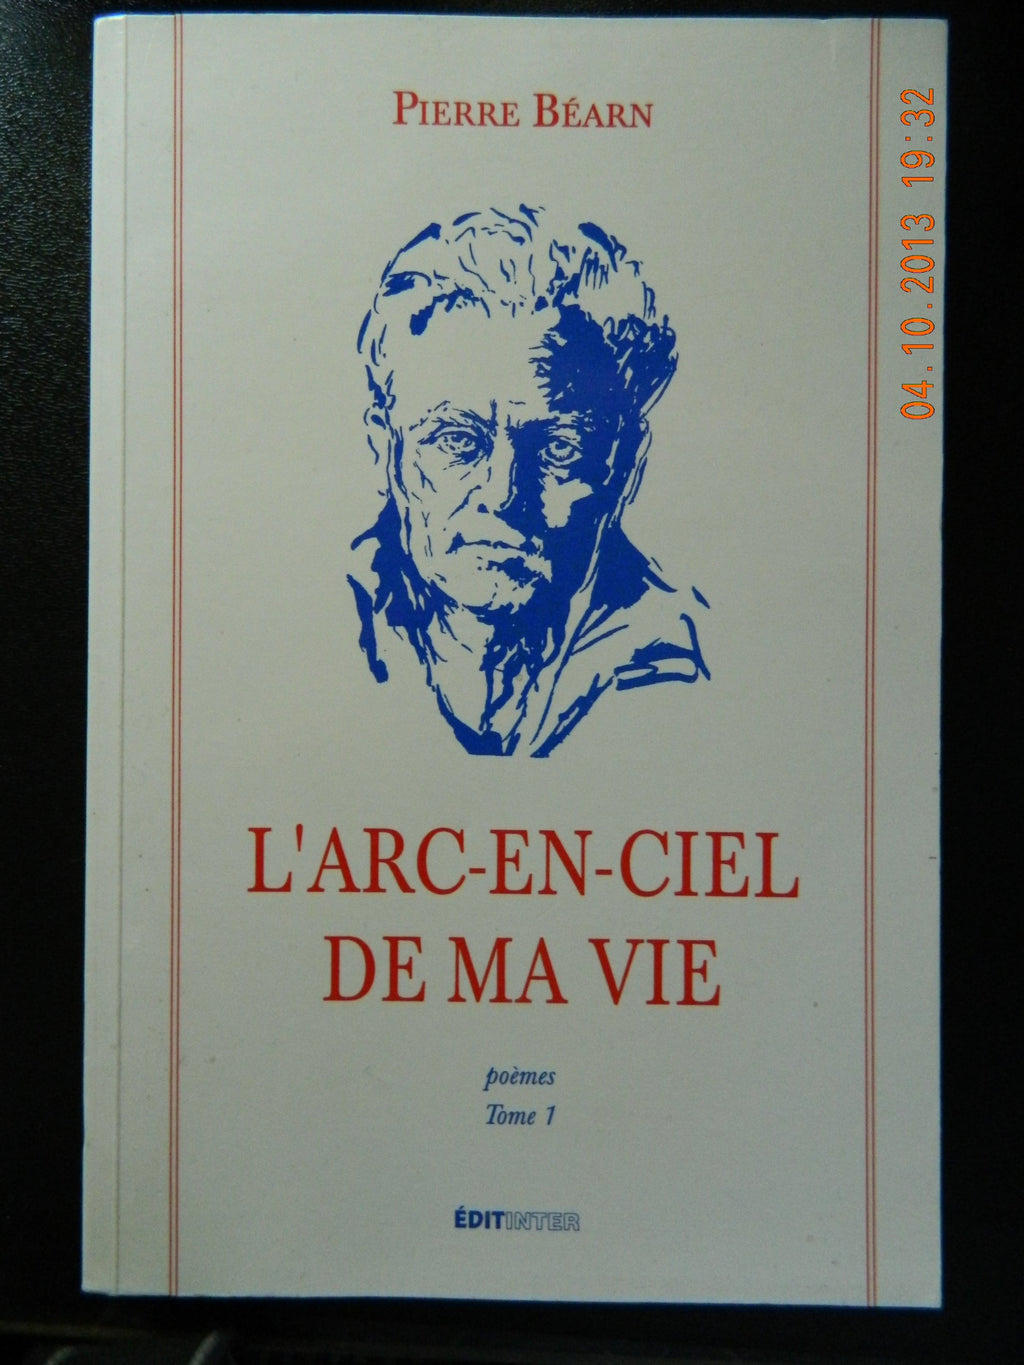 PIERRE BÉARN
L'ARC-EN-CIEL
DE MA VIE
poèmes
Tome 1
ÉDITINTER
04.10.2013 19:32